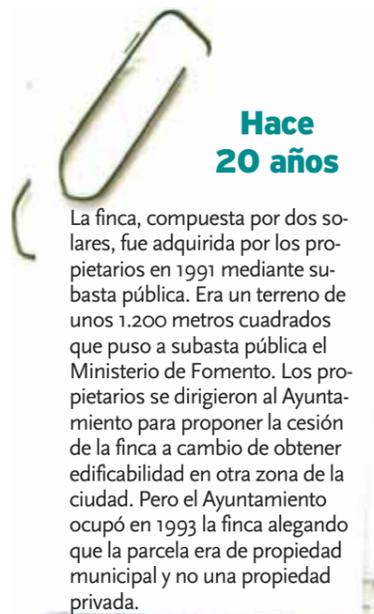 Hace
20 años
La finca, compuesta por dos so-
lares, fue adquirida por los pro-
pietarios en 1991 mediante su-
basta pública. Era un terreno de
unos 1.200 metros cuadrados
que puso a subasta pública el
Ministerio de Fomento. Los pro-
pietarios se dirigieron al Ayunta-
miento para proponer la cesión
de la finca a cambio de obtener
edificabilidad en otra zona de la
ciudad. Pero el Ayuntamiento
ocupó en 1993 la finca alegando
que la parcela era de propiedad
municipal y no una propiedad
privada.